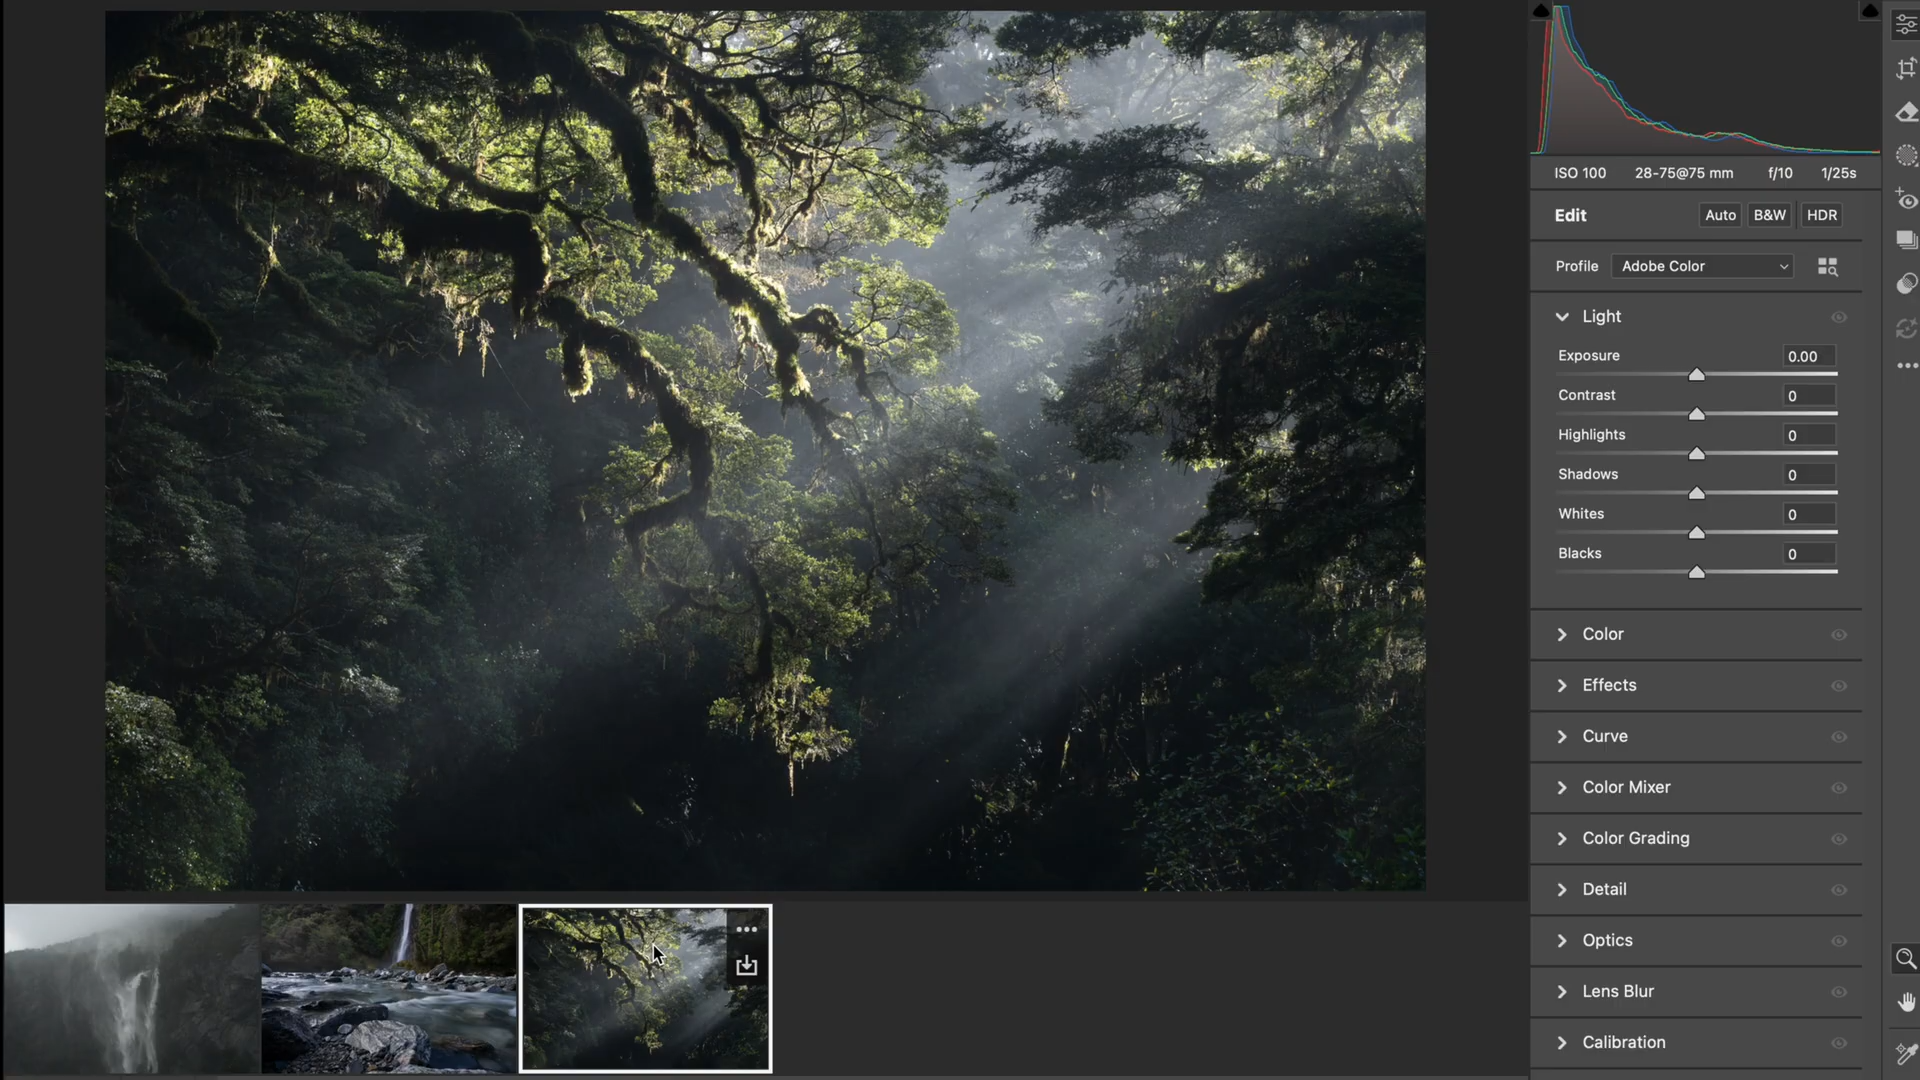 ISO 100 28-75@75 mm f/10 1/25s
Edit Auto B&W HDR
Profile Adobe Color
Light
Exposure 0.00
Contrast 0
Highlights 0
Shadows 0
Whites 0
Blacks 0
Color
Effects
Curve
Color Mixer
Color Grading
Detail
Optics
Lens Blur
Calibration